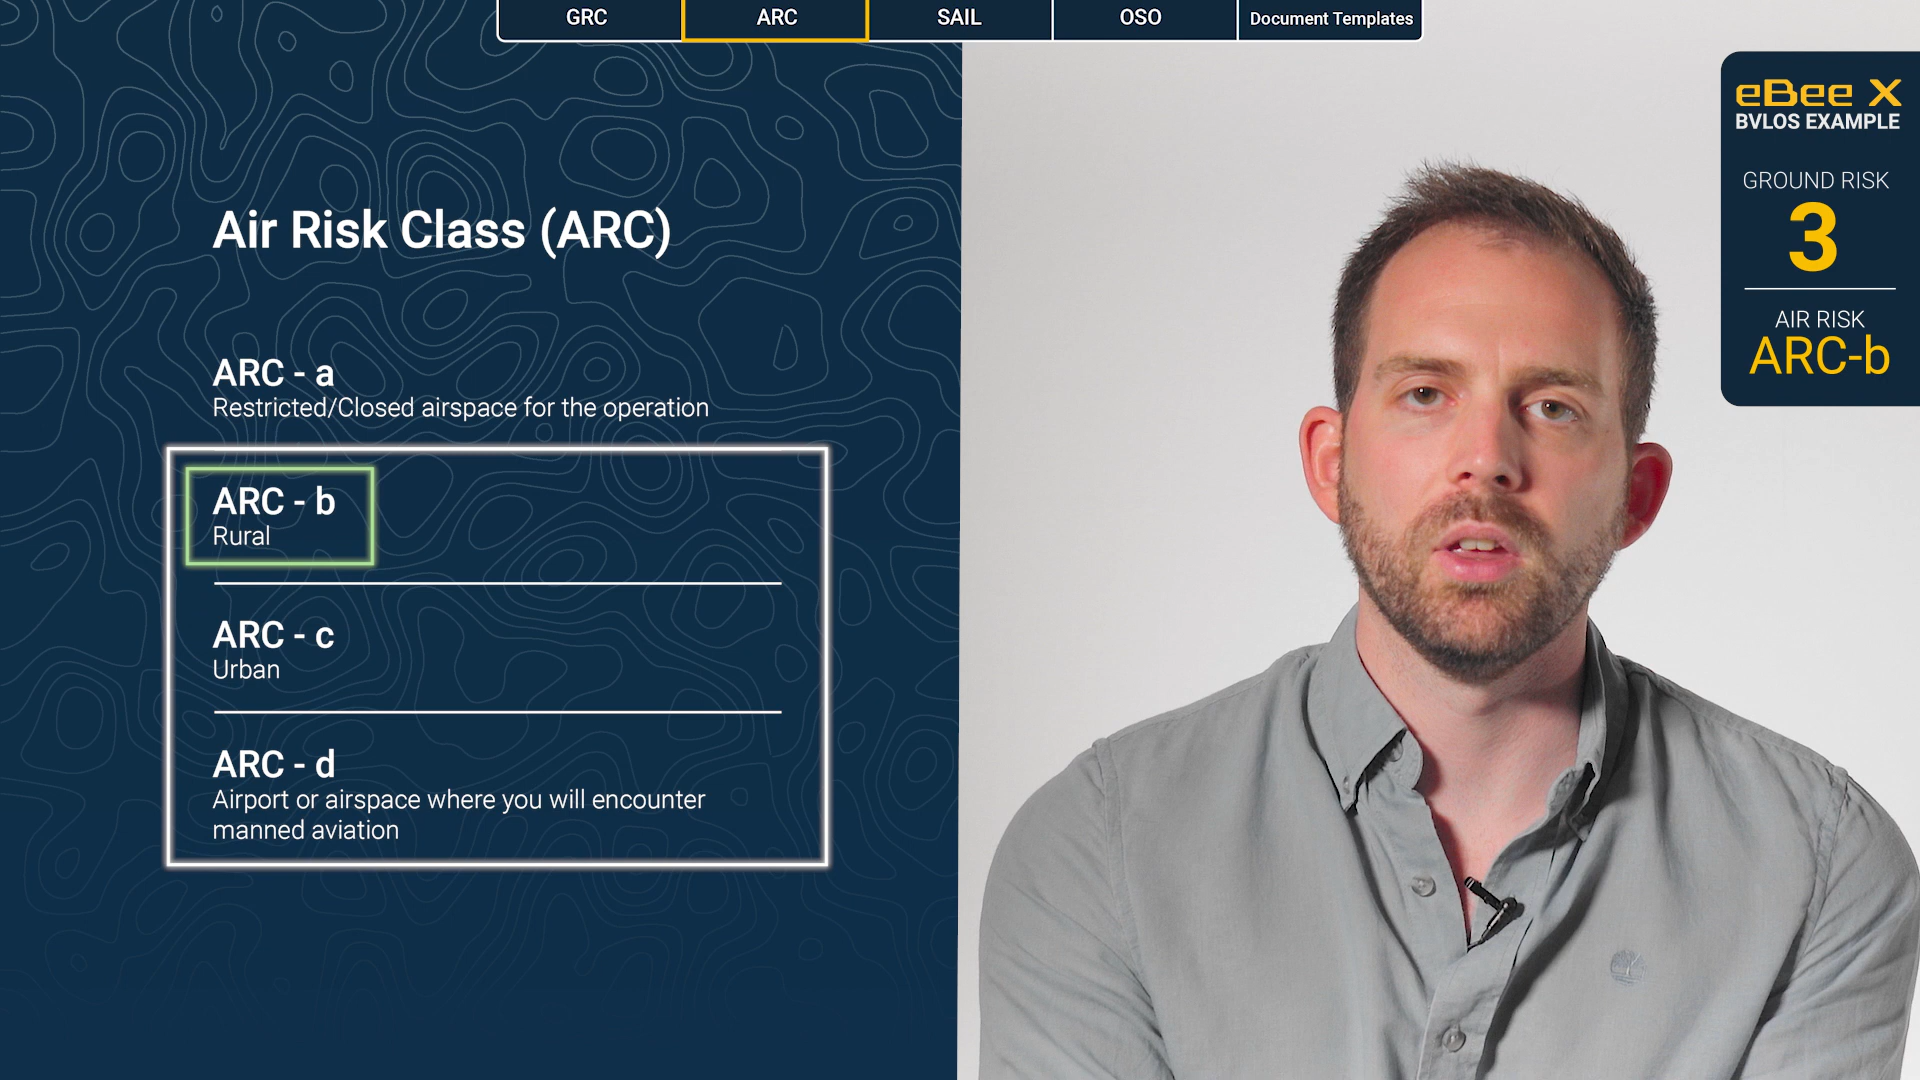 GRC
ARC
SAIL
OSO
Document Templates
Air Risk Class (ARC)
ARC - a
Restricted/Closed airspace for the operation
ARC - b
Rural
ARC - c
Urban
ARC - d
Airport or airspace where you will encounter
manned aviation
eBee X
BVLOS EXAMPLE
GROUND RISK
3
AIR RISK
ARC-b